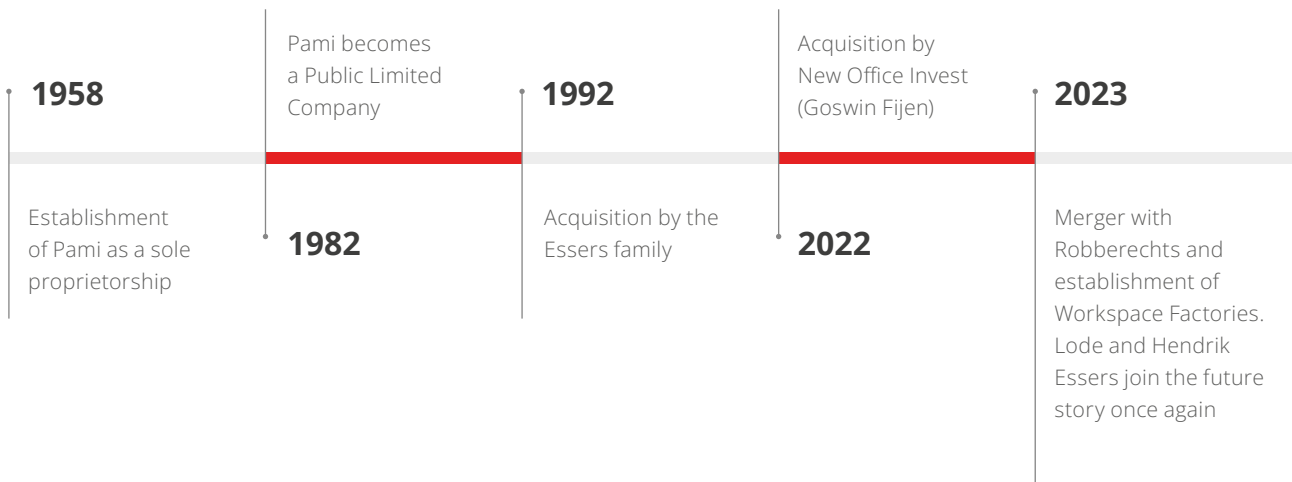 1958
Establishment
of Pami as a sole
proprietorship
Pami becomes
a Public Limited
Company
1982
1992
Acquisition by the
Essers family
Acquisition by
New Office Invest
(Goswin Fijen)
2022
2023
Merger with
Robberechts and
establishment of
Workspace Factories.
Lode and Hendrik
Essers join the future
story once again